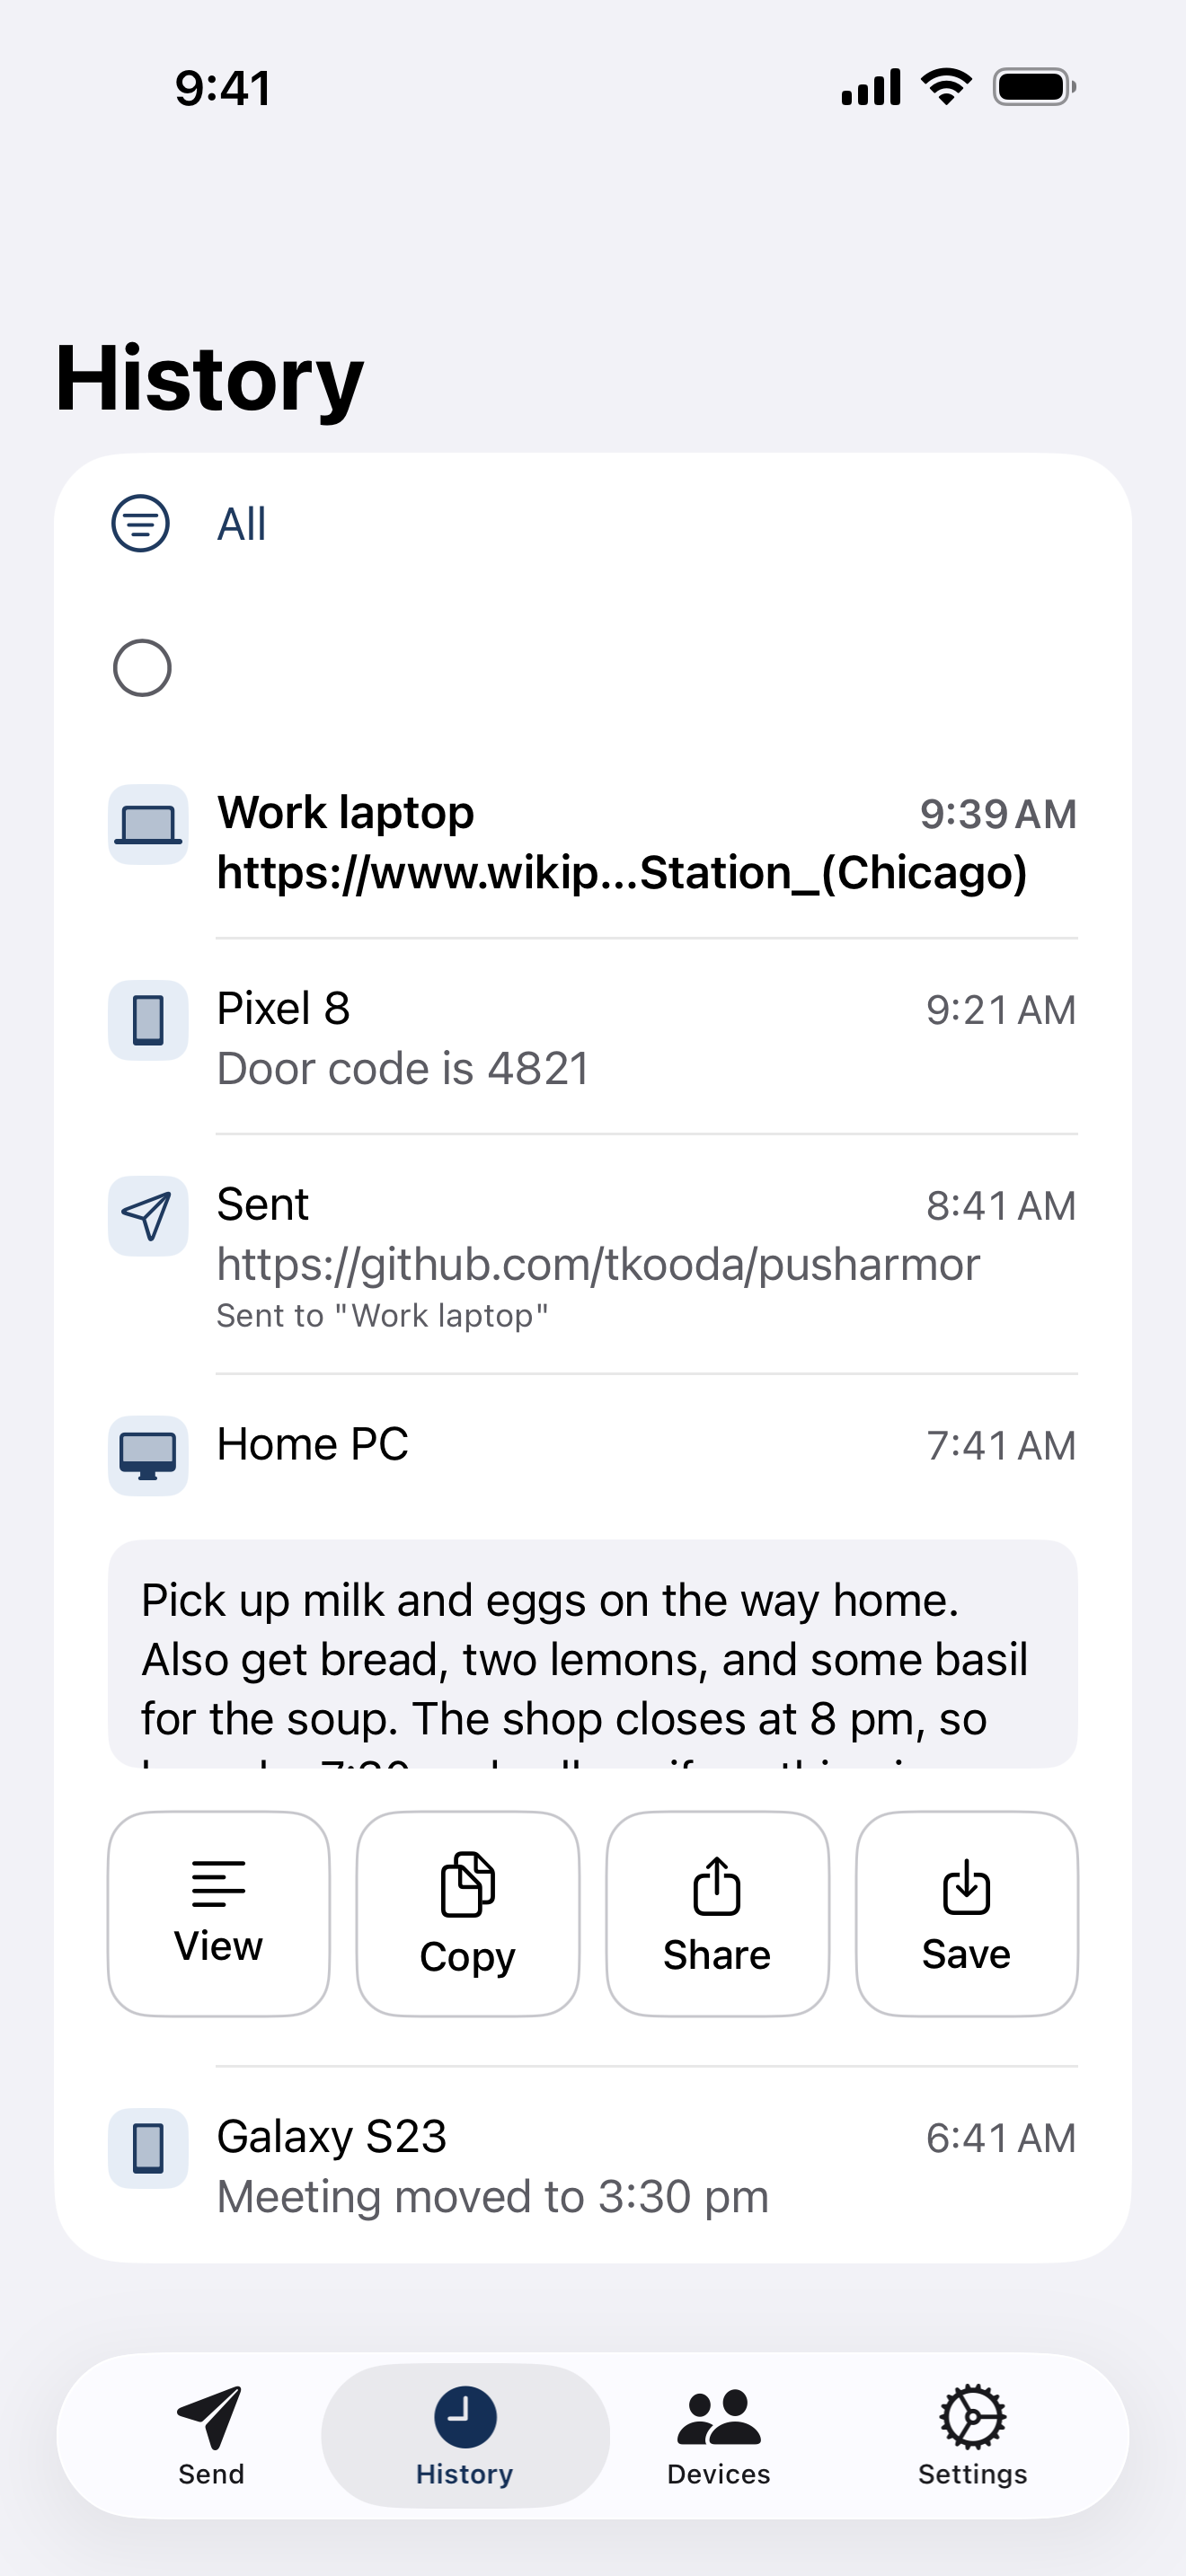 9:41
History
All
Work laptop
9:39 AM
https://www.wikip...Station_(Chicago)
Pixel 8
9:21 AM
Door code is 4821
Sent
8:41 AM
https://github.com/tkooda/pusharmor
Sent to "Work laptop"
Home PC
7:41 AM
Pick up milk and eggs on the way home.
Also get bread, two lemons, and some basil
for the soup. The shop closes at 8 pm, so
View
Copy
Share
Save
Galaxy S23
6:41 AM
Meeting moved to 3:30 pm
Send
History
Devices
Settings